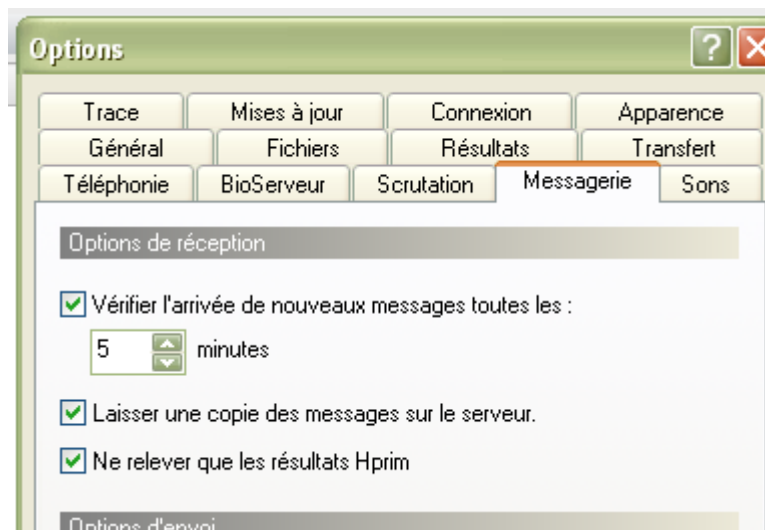 Options
Trace Mises à jour Connexion Apparence
Général Fichiers Résultats Transfert
Téléphonie BioServeur Scrutation Messagerie Sons
Options de réception
Vérifier l'arrivée de nouveaux messages toutes les :
5 minutes
Laisser une copie des messages sur le serveur.
Ne relever que les résultats Hprim
Options d'envoi